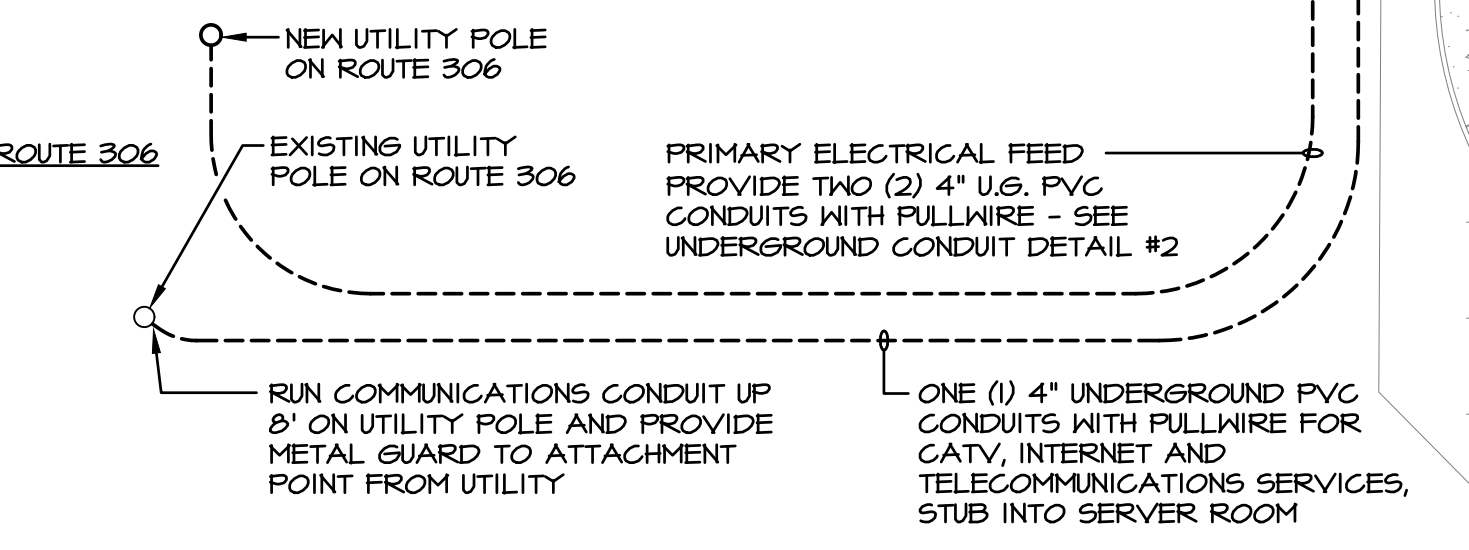 NEW UTILITY POLE
ON ROUTE 306
ROUTE 306
EXISTING UTILITY
POLE ON ROUTE 306
PRIMARY ELECTRICAL FEED
PROVIDE TWO (2) 4" U.G. PVC
CONDUITS WITH PULLWIRE - SEE
UNDERGROUND CONDUIT DETAIL #2
RUN COMMUNICATIONS CONDUIT UP
8' ON UTILITY POLE AND PROVIDE
METAL GUARD TO ATTACHMENT
POINT FROM UTILITY
ONE (1) 4" UNDERGROUND PVC
CONDUITS WITH PULLWIRE FOR
CATV, INTERNET AND
TELECOMMUNICATIONS SERVICES,
STUB INTO SERVER ROOM